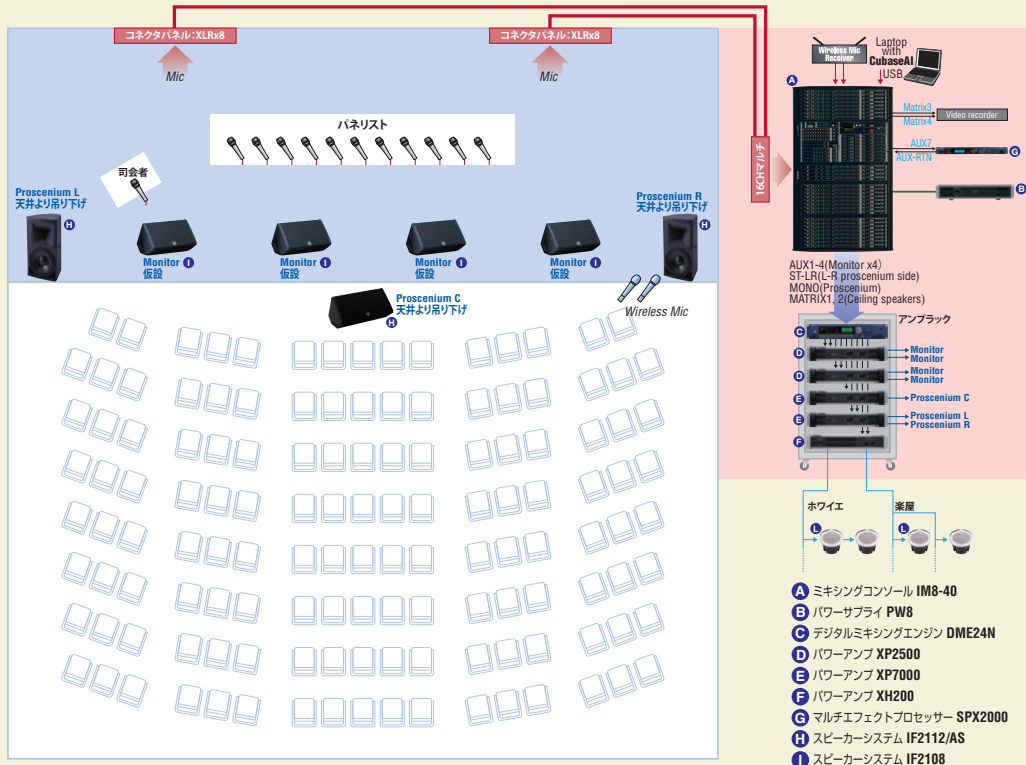 コネクタパネル:XLRx8
コネクタパネル:XLRx8
Mic
Mic
パネリスト
司会者
Proscenium L
天井より吊り下げ
H
Proscenium R
天井より吊り下げ
H
Monitor I
仮設
Monitor I
仮設
Monitor I
仮設
Monitor I
仮設
Proscenium C
天井より吊り下げ
H
Wireless Mic
16CHマルチ
Wireless Mic
Receiver
Laptop
with
CubaseAI
USB
A
Matrix3
Matrix4
Video recorder
AUX7
AUX-RTN
G
B
AUX1-4(Monitor x4)
ST-LR(L-R proscenium side)
MONO(Proscenium)
MATRIX1, 2(Ceiling speakers)
アンプラック
C
D
Monitor
Monitor
D
Monitor
Monitor
E
Proscenium C
E
Proscenium L
Proscenium R
F
ホワイエ
楽屋
L
L
A ミキシングコンソール IM8-40
B パワーサプライ PW8
C デジタルミキシングエンジン DME24N
D パワーアンプ XP2500
E パワーアンプ XP7000
F パワーアンプ XH200
G マルチエフェクトプロセッサー SPX2000
H スピーカーシステム IF2112/AS
I スピーカーシステム IF2108